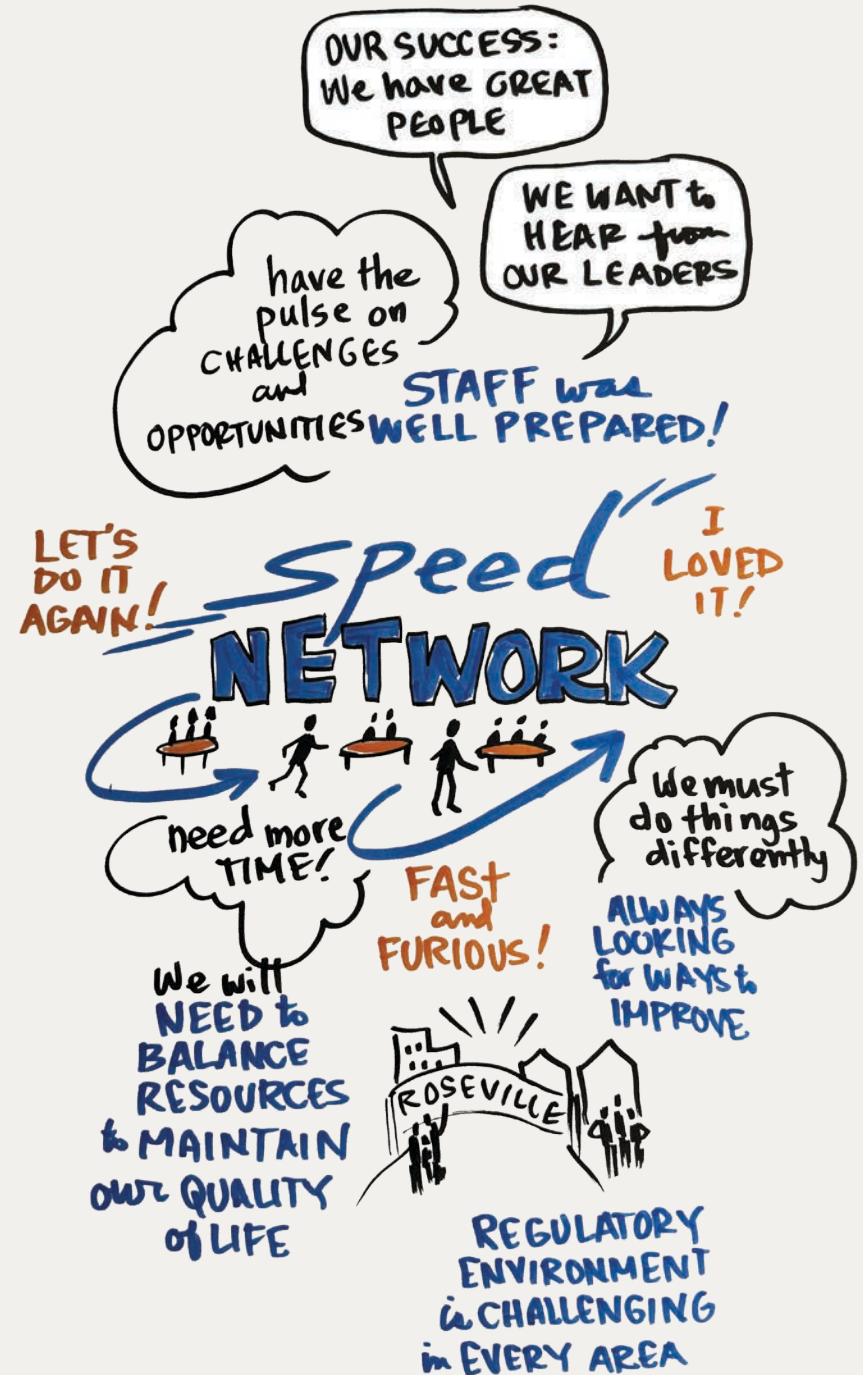 OUR SUCCESS:
We have GREAT
PEOPLE
WE WANT to
HEAR from
OUR LEADERS
have the
pulse on
CHALLENGES
and
OPPORTUNITIES
STAFF was
WELL PREPARED!
LET'S
DO IT
AGAIN!
Speed
NETWORK
I
LOVED
IT!
need more
TIME!
FAST
and
FURIOUS!
We must
do things
differently
ALWAYS
LOOKING
for WAYS to
IMPROVE
We will
NEED to
BALANCE
RESOURCES
to MAINTAIN
our QUALITY
of LIFE
ROSEVILLE
REGULATORY
ENVIRONMENT
is CHALLENGING
in EVERY AREA